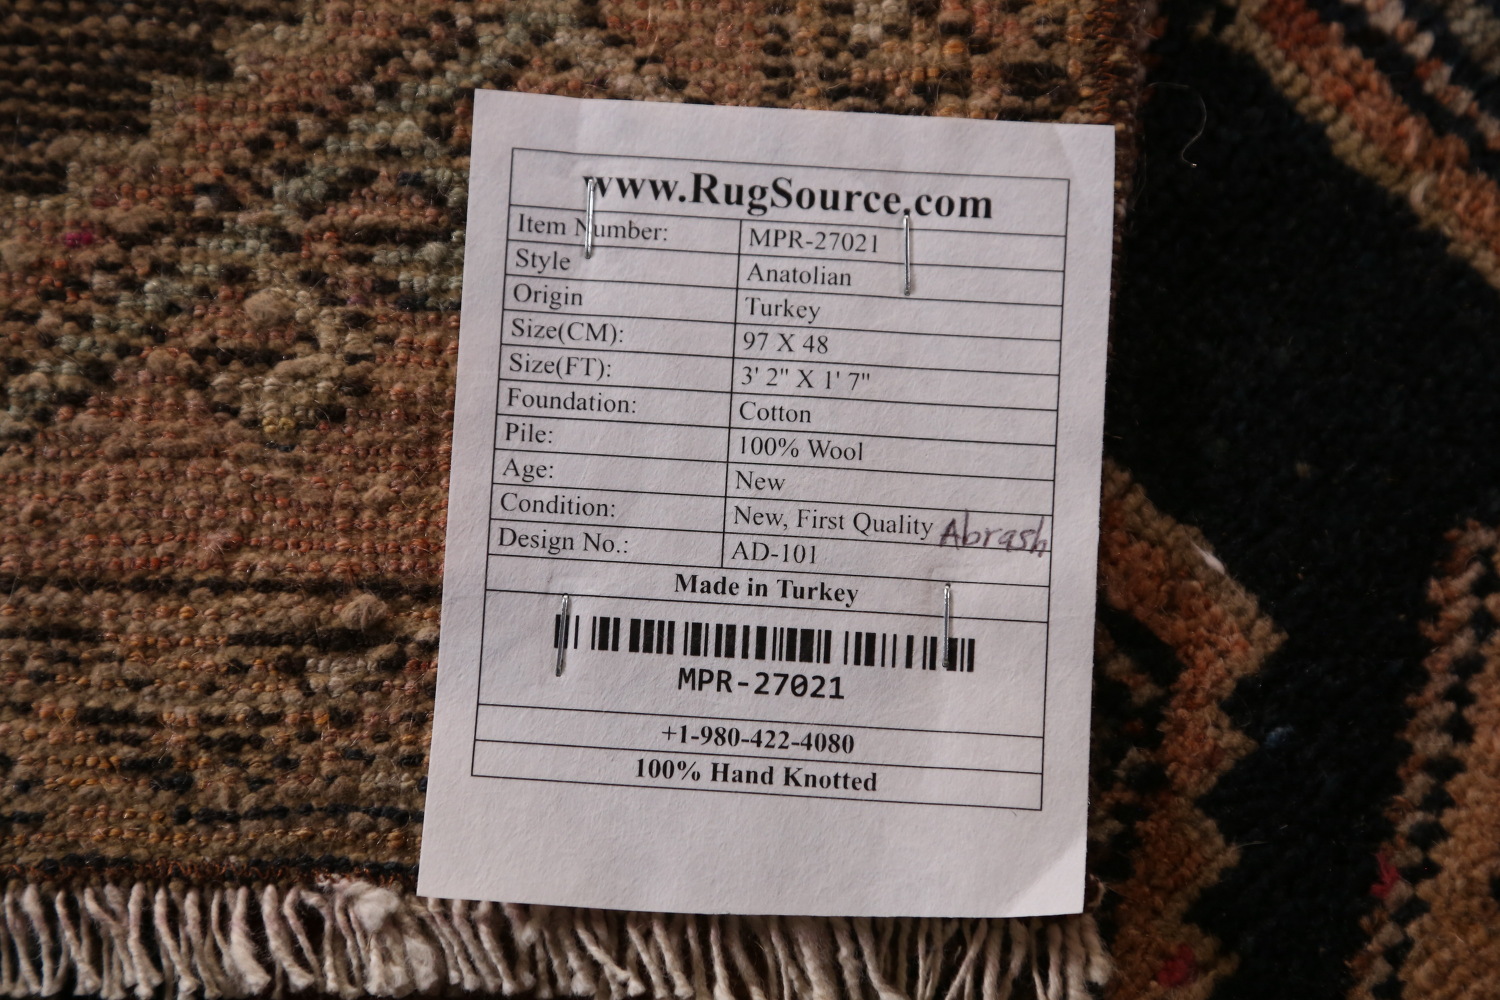 www.RugSource.com
Item Number: MPR-27021
Style Anatolian
Origin Turkey
Size(CM): 97 X 48
Size(FT): 3' 2" X 1' 7"
Foundation: Cotton
Pile: 100% Wool
Age: New
Condition: New, First Quality Abrash
Design No.: AD-101
Made in Turkey
MPR-27021
+1-980-422-4080
100% Hand Knotted